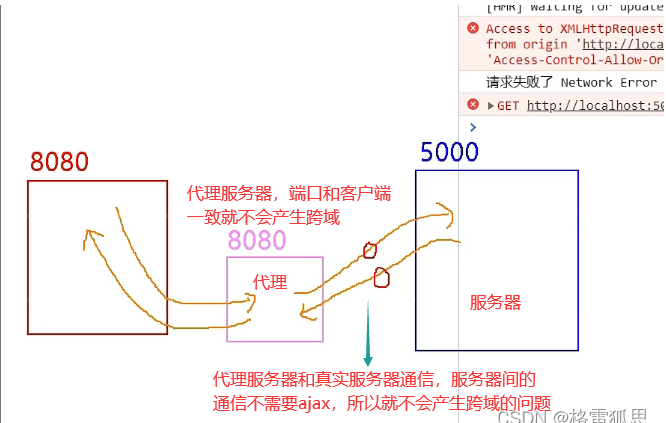 [HMR] Waiting for update
Access to XMLHttpRequest
from origin 'http://loca
'Access-Control-Allow-Or
请求失败了 Network Error
GET http://localhost:50
8080
5000
代理服务器，端口和客户端
一致就不会产生跨域
8080
代理
服务器
代理服务器和真实服务器通信，服务器间的
通信不需要ajax，所以就不会产生跨域的问题
CSDN @格雷狐思